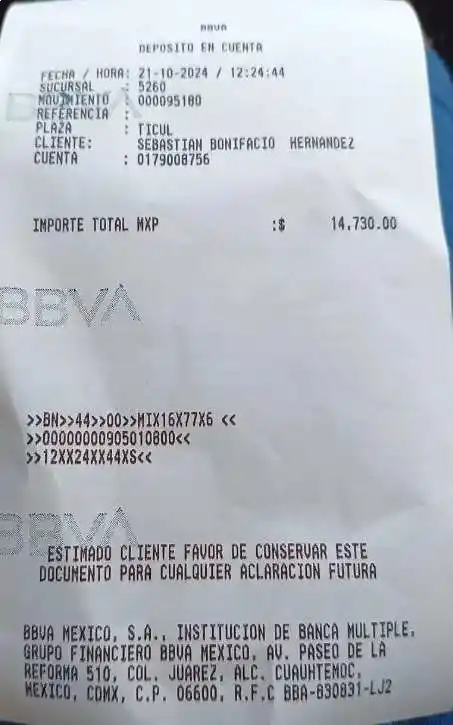 BBVA
DEPOSITO EN CUENTA
FECHA / HORA: 21-10-2024 / 12:24:44
SUCURSAL : 5260
MOVIMIENTO : 000095180
REFERENCIA :
PLAZA : TICUL
CLIENTE: SEBASTIAN BONIFACIO HERNANDEZ
CUENTA : 0179008756
IMPORTE TOTAL MXP :$ 14,730.00
BBVA
>>BN>>44>>00>>MIX16X77X6 <<
>>00000000905010800<<
>>12XX24XX44XS<<
BBVA
ESTIMADO CLIENTE FAVOR DE CONSERVAR ESTE
DOCUMENTO PARA CUALQUIER ACLARACION FUTURA
BBVA MEXICO, S.A., INSTITUCION DE BANCA MULTIPLE,
GRUPO FINANCIERO BBVA MEXICO, AV. PASEO DE LA
REFORMA 510, COL. JUAREZ, ALC. CUAUHTEMOC,
MEXICO, CDMX, C.P. 06600, R.F.C BBA-830831-LJ2